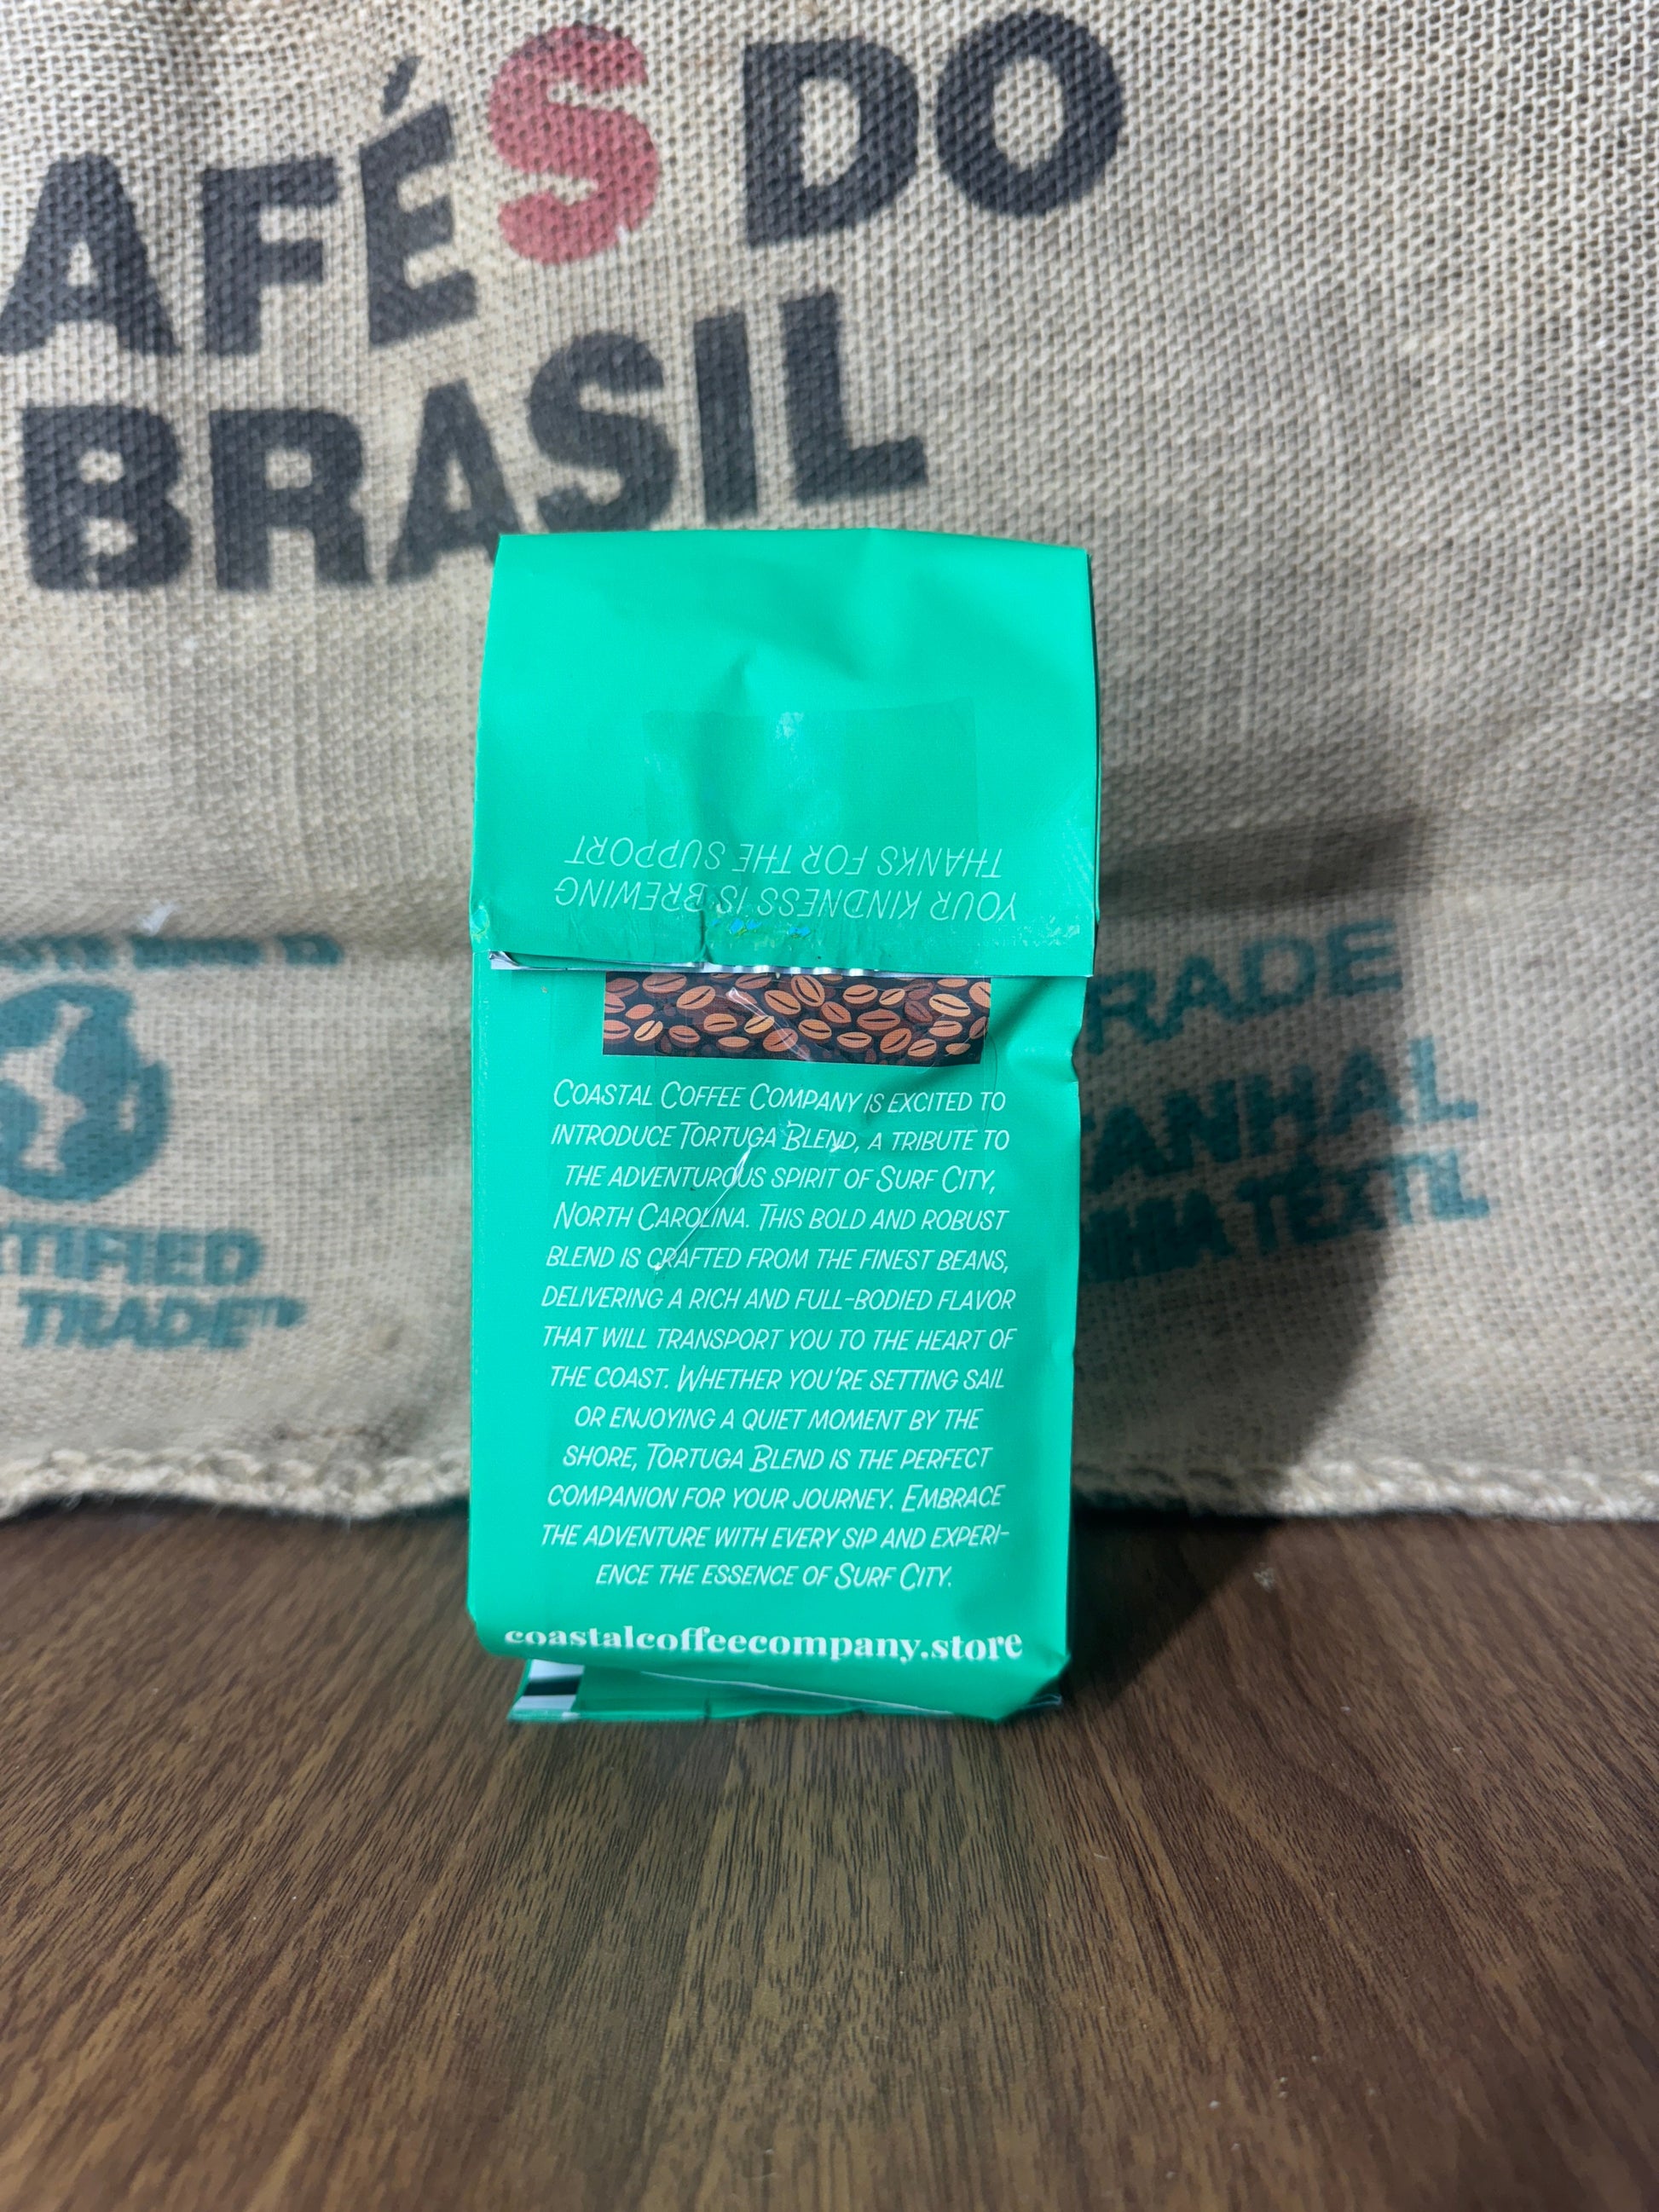 AFÉS DO
BRASIL
THANKS FOR THE SUPPORT
YOUR KINDNESS IS BREWING
COASTAL COFFEE COMPANY IS EXCITED TO
INTRODUCE TORTUGA BLEND, A TRIBUTE TO
THE ADVENTUROUS SPIRIT OF SURF CITY,
NORTH CAROLINA. THIS BOLD AND ROBUST
BLEND IS CRAFTED FROM THE FINEST BEANS,
DELIVERING A RICH AND FULL-BODIED FLAVOR
THAT WILL TRANSPORT YOU TO THE HEART OF
THE COAST. WHETHER YOU'RE SETTING SAIL
OR ENJOYING A QUIET MOMENT BY THE
SHORE, TORTUGA BLEND IS THE PERFECT
COMPANION FOR YOUR JOURNEY. EMBRACE
THE ADVENTURE WITH EVERY SIP AND EXPERI-
ENCE THE ESSENCE OF SURF CITY.
coastalcoffeecompany.store
TIFIED
TRADE™
RADE
TANHAL
TÊXTIL